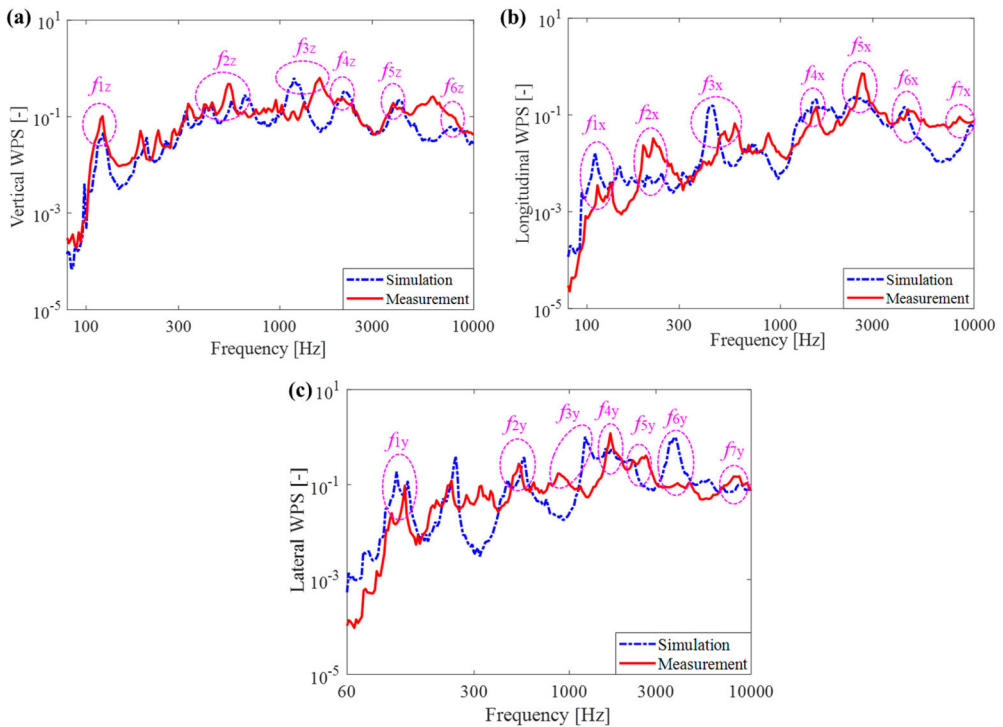 (a)
10^1
10^-1
10^-3
10^-5
Vertical WPS [-]
f1z
f2z
f3z
f4z
f5z
f6z
Simulation
Measurement
100 300 1000 3000 10000
Frequency [Hz]
(b)
10^1
10^-1
10^-3
10^-5
Longitudinal WPS [-]
f1x
f2x
f3x
f4x
f5x
f6x
f7x
Simulation
Measurement
100 300 1000 3000 10000
Frequency [Hz]
(c)
10^1
10^-1
10^-3
10^-5
Lateral WPS [-]
f1y
f2y
f3y
f4y
f5y
f6y
f7y
Simulation
Measurement
60 300 1000 3000 10000
Frequency [Hz]